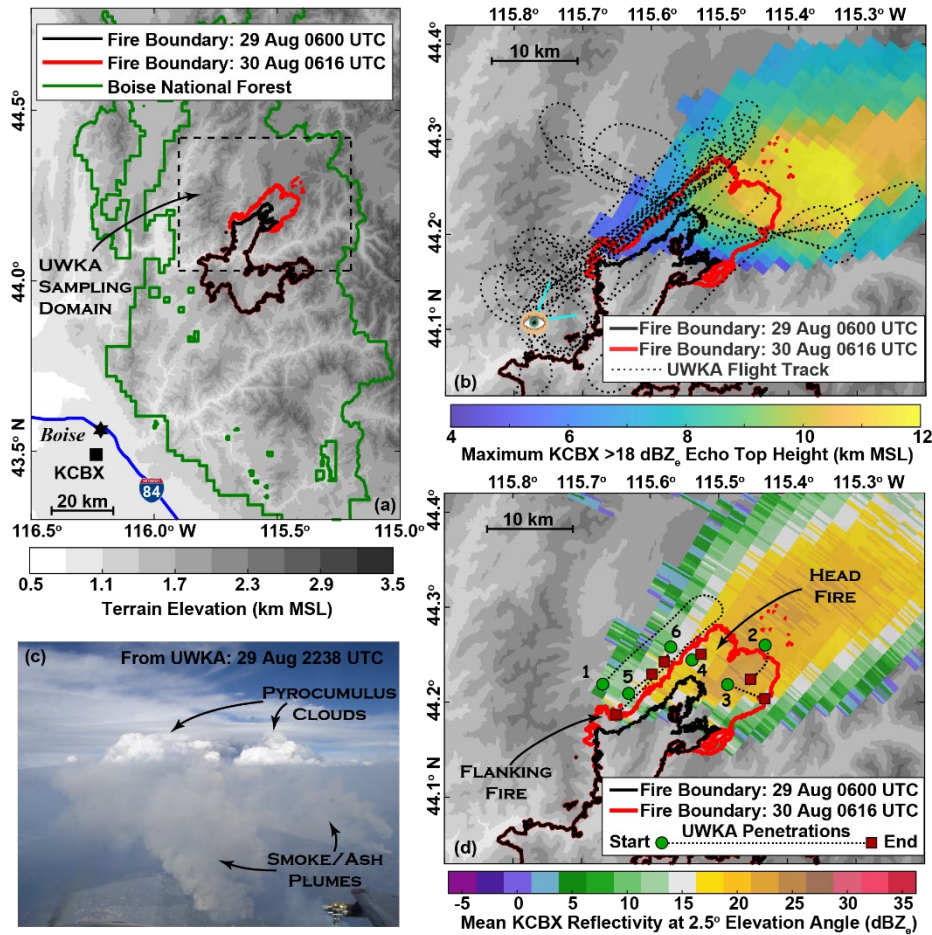 Fire Boundary: 29 Aug 0600 UTC
Fire Boundary: 30 Aug 0616 UTC
Boise National Forest
44.5°
44.0°
43.5° N
UWKA
SAMPLING
DOMAIN
Boise
KCBX
84
20 km
(a)
116.5° 116.0° W 115.5° 115.0°
0.5 1.1 1.7 2.3 2.9 3.5
Terrain Elevation (km MSL)
115.8° 115.7° 115.6° 115.5° 115.4° 115.3° W
10 km
44.4°
44.3°
44.2°
44.1° N
Fire Boundary: 29 Aug 0600 UTC
Fire Boundary: 30 Aug 0616 UTC
UWKA Flight Track
(b)
4 6 8 10 12
Maximum KCBX >18 dBZe Echo Top Height (km MSL)
(c)
From UWKA: 29 Aug 2238 UTC
PYROCUMULUS
CLOUDS
SMOKE/ASH
PLUMES
115.8° 115.7° 115.6° 115.5° 115.4° 115.3° W
10 km
44.4°
44.3°
44.2°
44.1° N
HEAD
FIRE
1
2
3
4
5
6
FLANKING
FIRE
Fire Boundary: 29 Aug 0600 UTC
Fire Boundary: 30 Aug 0616 UTC
UWKA Penetrations
Start End
(d)
-5 0 5 10 15 20 25 30 35
Mean KCBX Reflectivity at 2.5° Elevation Angle (dBZe)